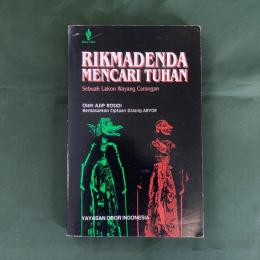 RIKMADENDA
MENCARI TUHAN
Sebuah Lakon Wayang Carangan
Oleh AJIP ROSIDI
Berdasarkan Ciptaan Dalang ABYOR
YAYASAN OBOR INDONESIA